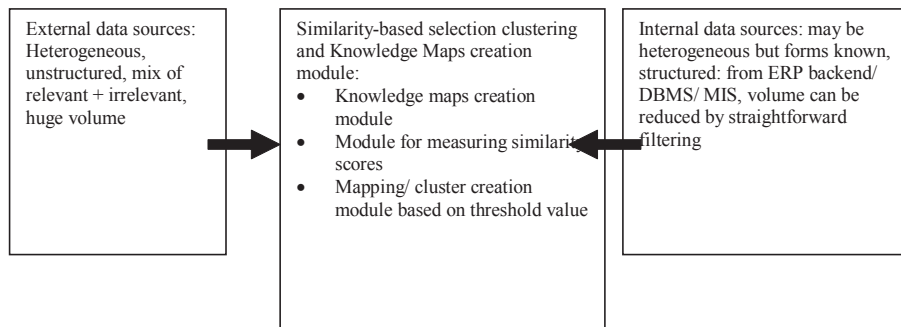 External data sources:
Heterogeneous,
unstructured, mix of
relevant + irrelevant,
huge volume
Similarity-based selection clustering
and Knowledge Maps creation
module:
• Knowledge maps creation
module
• Module for measuring similarity
scores
• Mapping/ cluster creation
module based on threshold value
Internal data sources: may be
heterogeneous but forms known,
structured: from ERP backend/
DBMS/ MIS, volume can be
reduced by straightforward
filtering